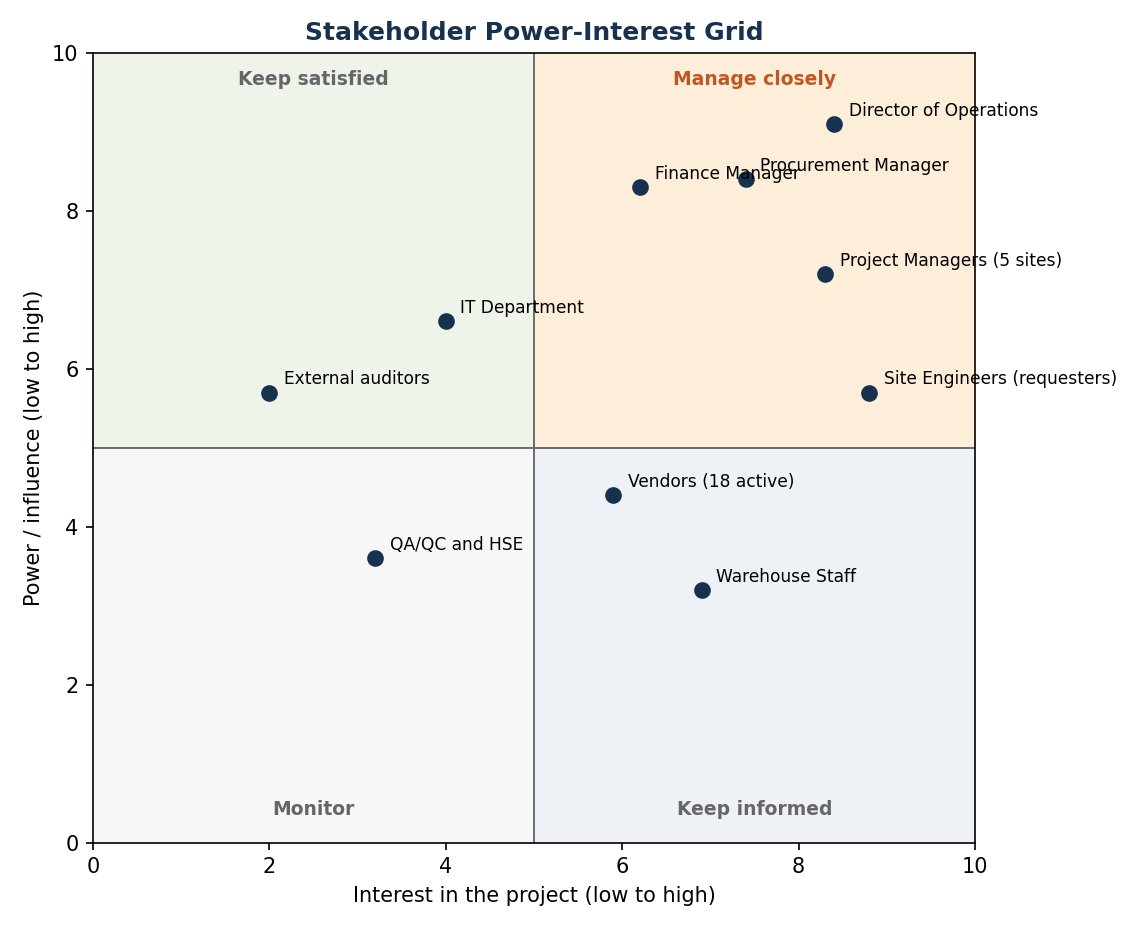 Stakeholder Power-Interest Grid
10
Keep satisfied
Manage closely
Director of Operations
Procurement Manager
Finance Manager
8
Project Managers (5 sites)
IT Department
6
External auditors
Site Engineers (requesters)
Vendors (18 active)
4
QA/QC and HSE
Warehouse Staff
2
Monitor
Keep informed
0
0
2
4
6
8
10
Interest in the project (low to high)
Power / influence (low to high)